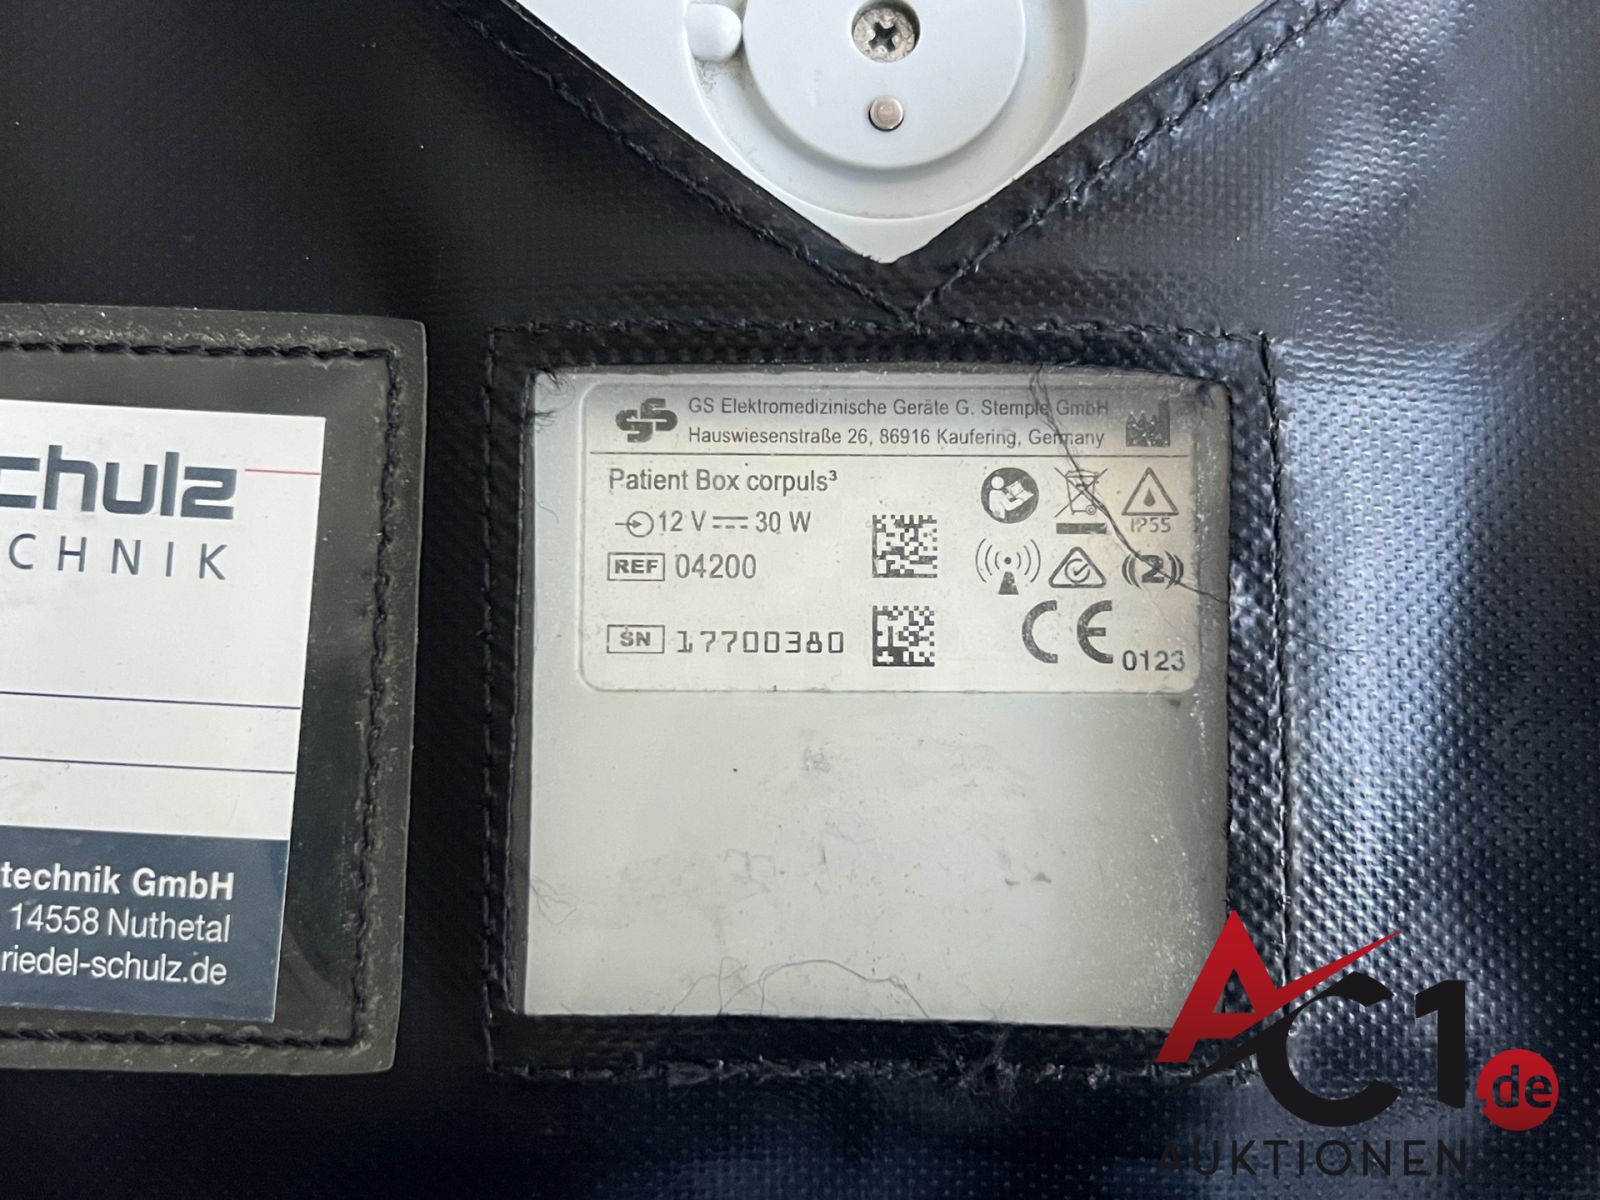 chulz
CHNIK
technik GmbH
14558 Nuthetal
riedel-schulz.de
GS
GS Elektromedizinische Geräte G. Stemple GmbH
Hauswiesenstraße 26, 86916 Kaufering, Germany
Patient Box corpuls³
12 V 30 W
REF 04200
SN 17700380
IP55
2
CE 0123
AC1.de
AUKTIONEN